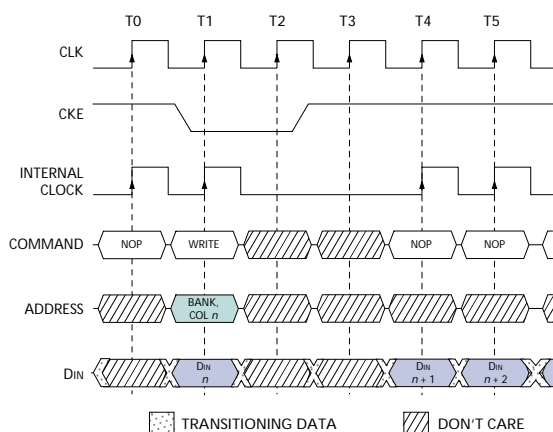 T0 T1 T2 T3 T4 T5
CLK
CKE
INTERNAL
CLOCK
COMMAND NOP WRITE NOP NOP
ADDRESS BANK,
COL n
DIN DIN
n DIN
n + 1 DIN
n + 2
TRANSITIONING DATA DON'T CARE